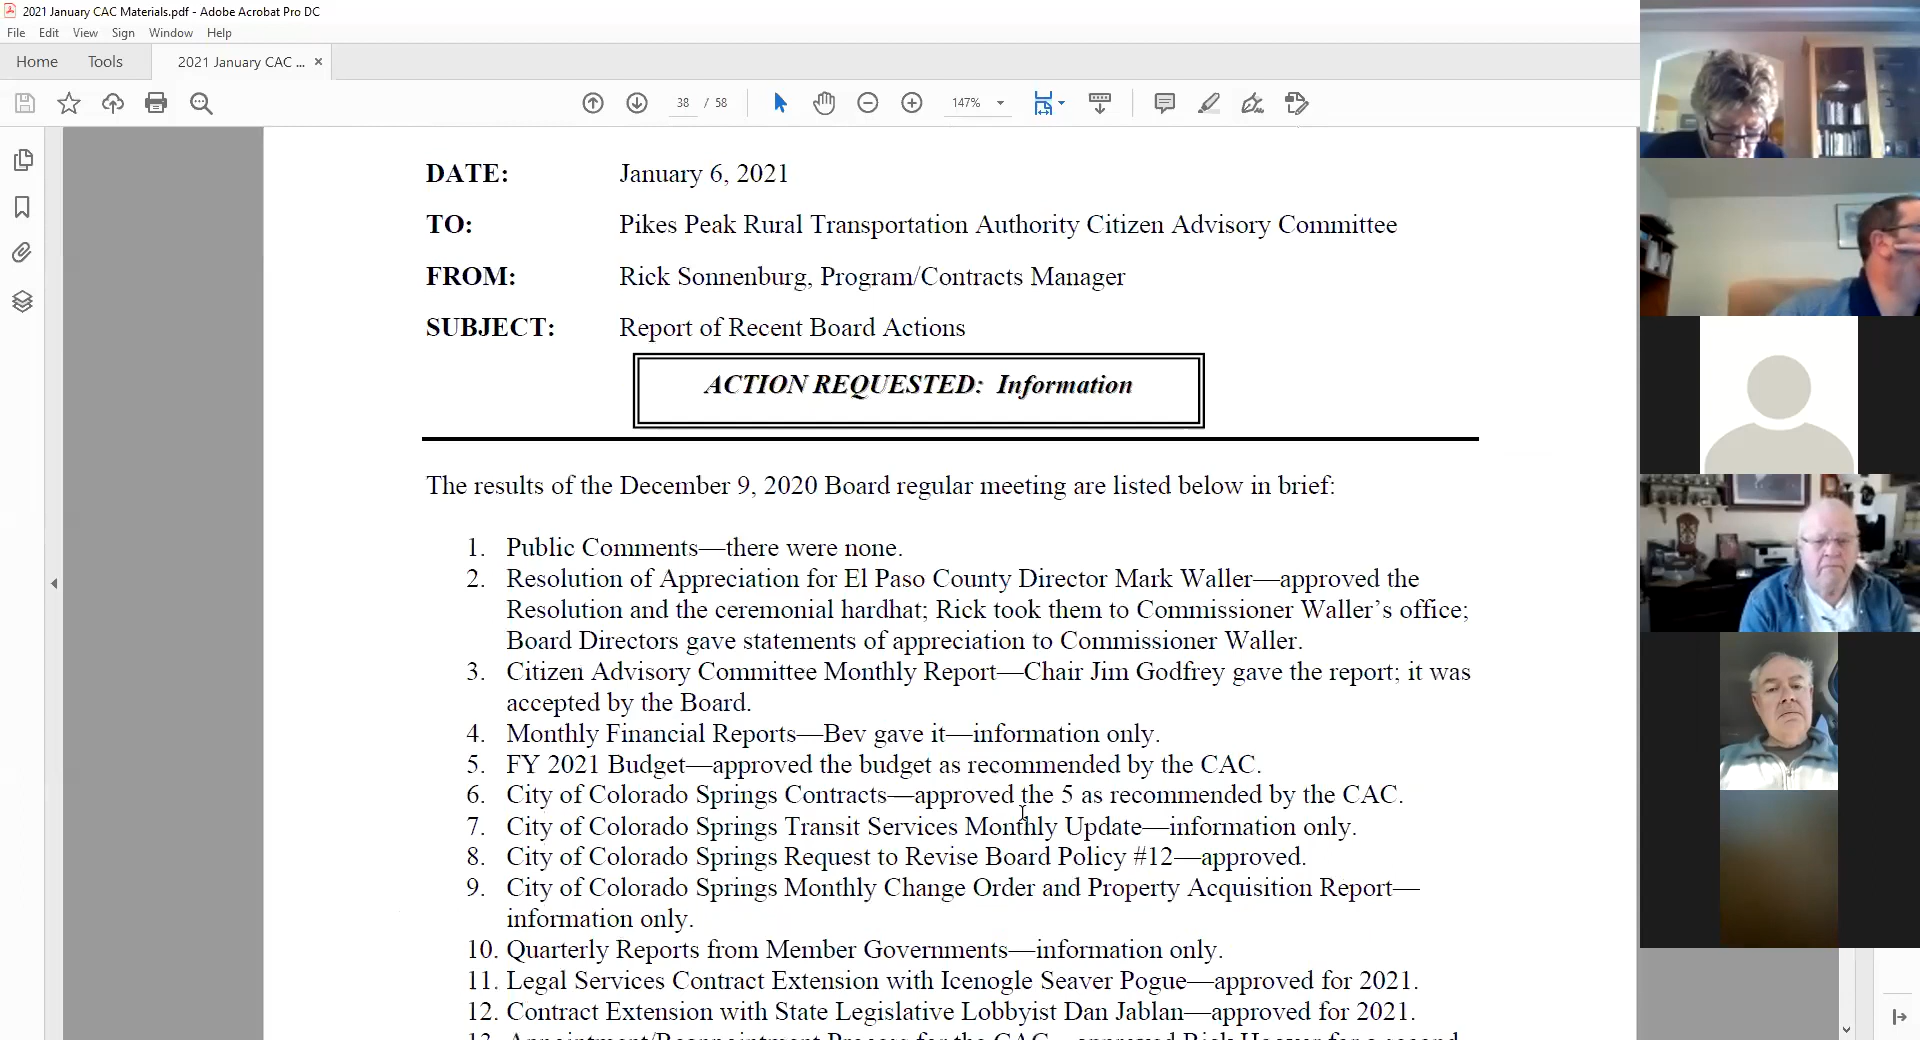 2021 January CAC Materials.pdf - Adobe Acrobat Pro DC
File Edit View Sign Window Help
Home Tools 2021 January CAC ... ×
38 / 58 147%
DATE: January 6, 2021
TO: Pikes Peak Rural Transportation Authority Citizen Advisory Committee
FROM: Rick Sonnenburg, Program/Contracts Manager
SUBJECT: Report of Recent Board Actions
ACTION REQUESTED: Information
The results of the December 9, 2020 Board regular meeting are listed below in brief:
1. Public Comments—there were none.
2. Resolution of Appreciation for El Paso County Director Mark Waller—approved the
Resolution and the ceremonial hardhat; Rick took them to Commissioner Waller’s office;
Board Directors gave statements of appreciation to Commissioner Waller.
3. Citizen Advisory Committee Monthly Report—Chair Jim Godfrey gave the report; it was
accepted by the Board.
4. Monthly Financial Reports—Bev gave it—information only.
5. FY 2021 Budget—approved the budget as recommended by the CAC.
6. City of Colorado Springs Contracts—approved the 5 as recommended by the CAC.
7. City of Colorado Springs Transit Services Monthly Update—information only.
8. City of Colorado Springs Request to Revise Board Policy #12—approved.
9. City of Colorado Springs Monthly Change Order and Property Acquisition Report—
information only.
10. Quarterly Reports from Member Governments—information only.
11. Legal Services Contract Extension with Icenogle Seaver Pogue—approved for 2021.
12. Contract Extension with State Legislative Lobbyist Dan Jablan—approved for 2021.
13. Appointment/Reappointment Process for the CAC—approved Rick Hoover for a second